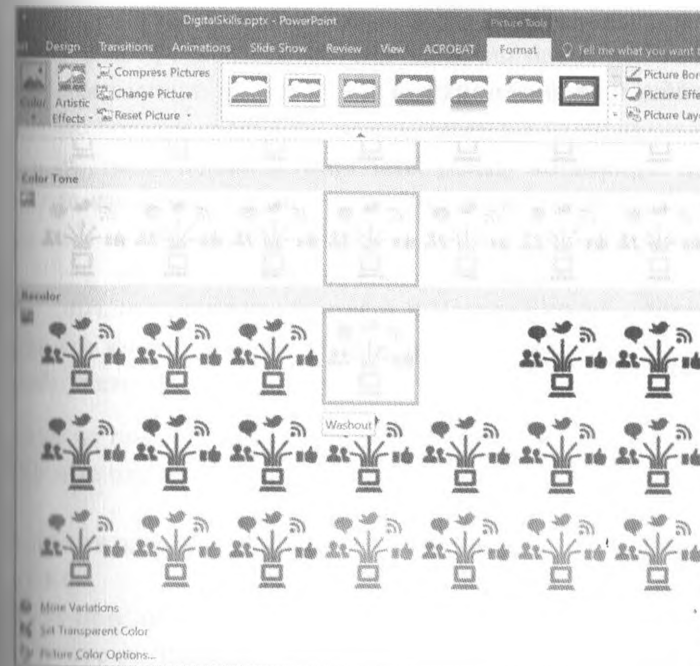 DigitalSkills.pptx - PowerPoint
Picture Tools
Design Transitions Animations Slide Show Review View ACROBAT Format Tell me what you want t
Color
Artistic Effects
Compress Pictures
Change Picture
Reset Picture
Picture Bor
Picture Effe
Picture Lay
Color Tone
Recolor
Washout
More Variations
Set Transparent Color
Picture Color Options...